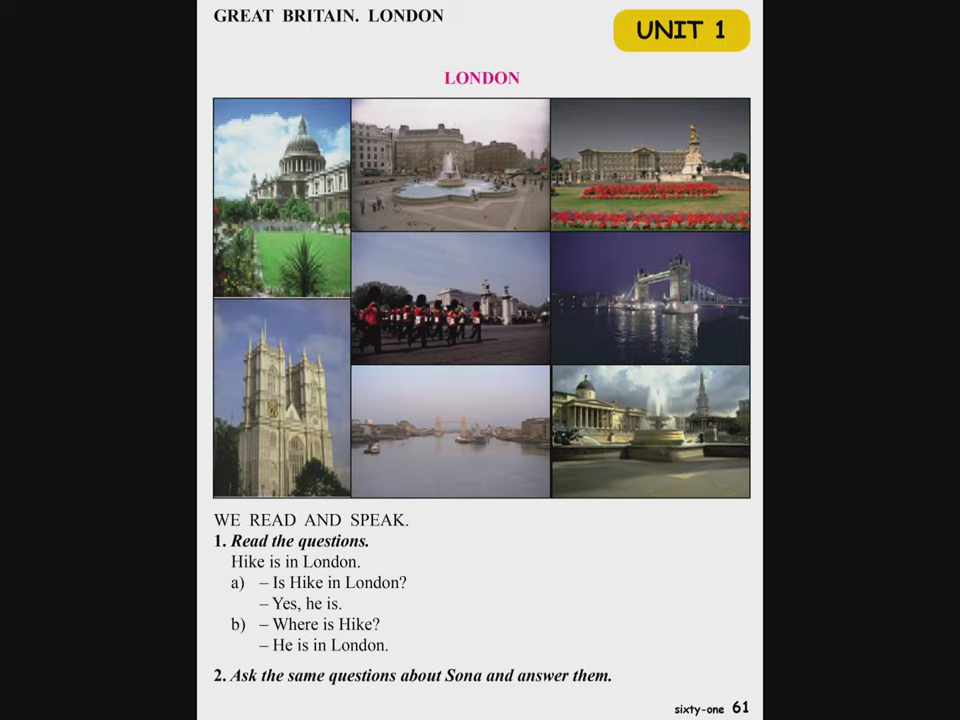 GREAT BRITAIN. LONDON
UNIT 1
LONDON
WE READ AND SPEAK.
1. Read the questions.
Hike is in London.
a) – Is Hike in London?
– Yes, he is.
b) – Where is Hike?
– He is in London.
2. Ask the same questions about Sona and answer them.
sixty-one 61